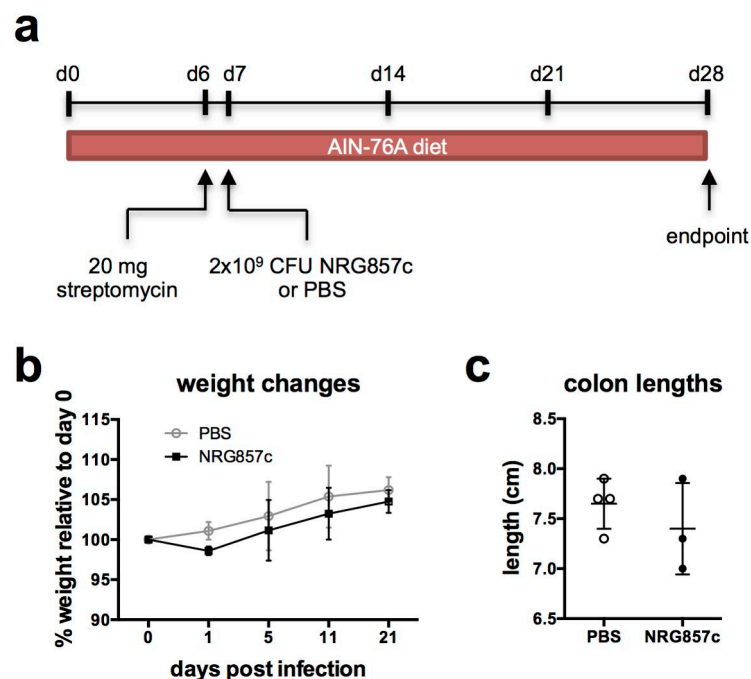 a
d0 d6 d7 d14 d21 d28
AIN-76A diet
20 mg
streptomycin
2x10⁹ CFU NRG857c
or PBS
endpoint
b
weight changes
% weight relative to day 0
115
110
105
100
95
90
PBS
NRG857c
0 1 5 11 21
days post infection
c
colon lengths
length (cm)
8.5
8.0
7.5
7.0
6.5
PBS NRG857c